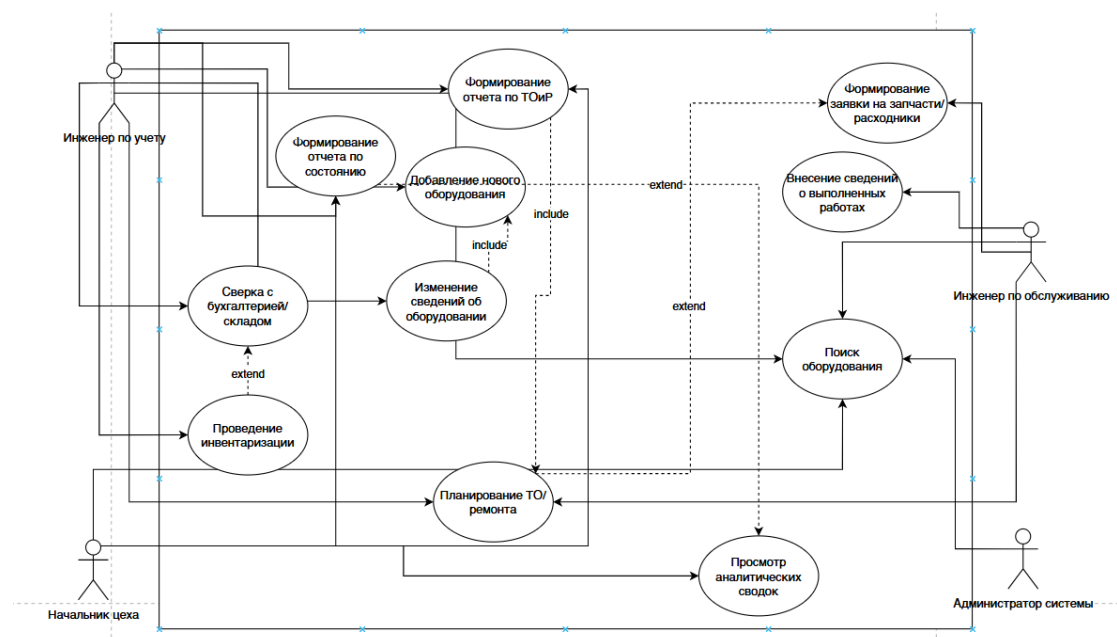 Формирование
отчета по ТОиР
Формирование
заявки на запчасти/
расходники
Инженер по учету
Формирование
отчета по
состоянию
Добавление нового
оборудования
extend
Внесение сведений
о выполненных
работах
include
include
Сверка с
бухгалтерией/
складом
Изменение
сведений об
оборудовании
extend
Инженер по обслуживанию
Поиск
оборудования
extend
Проведение
инвентаризации
Планирование ТО/
ремонта
Просмотр
аналитических
сводок
Начальник цеха
Администратор системы